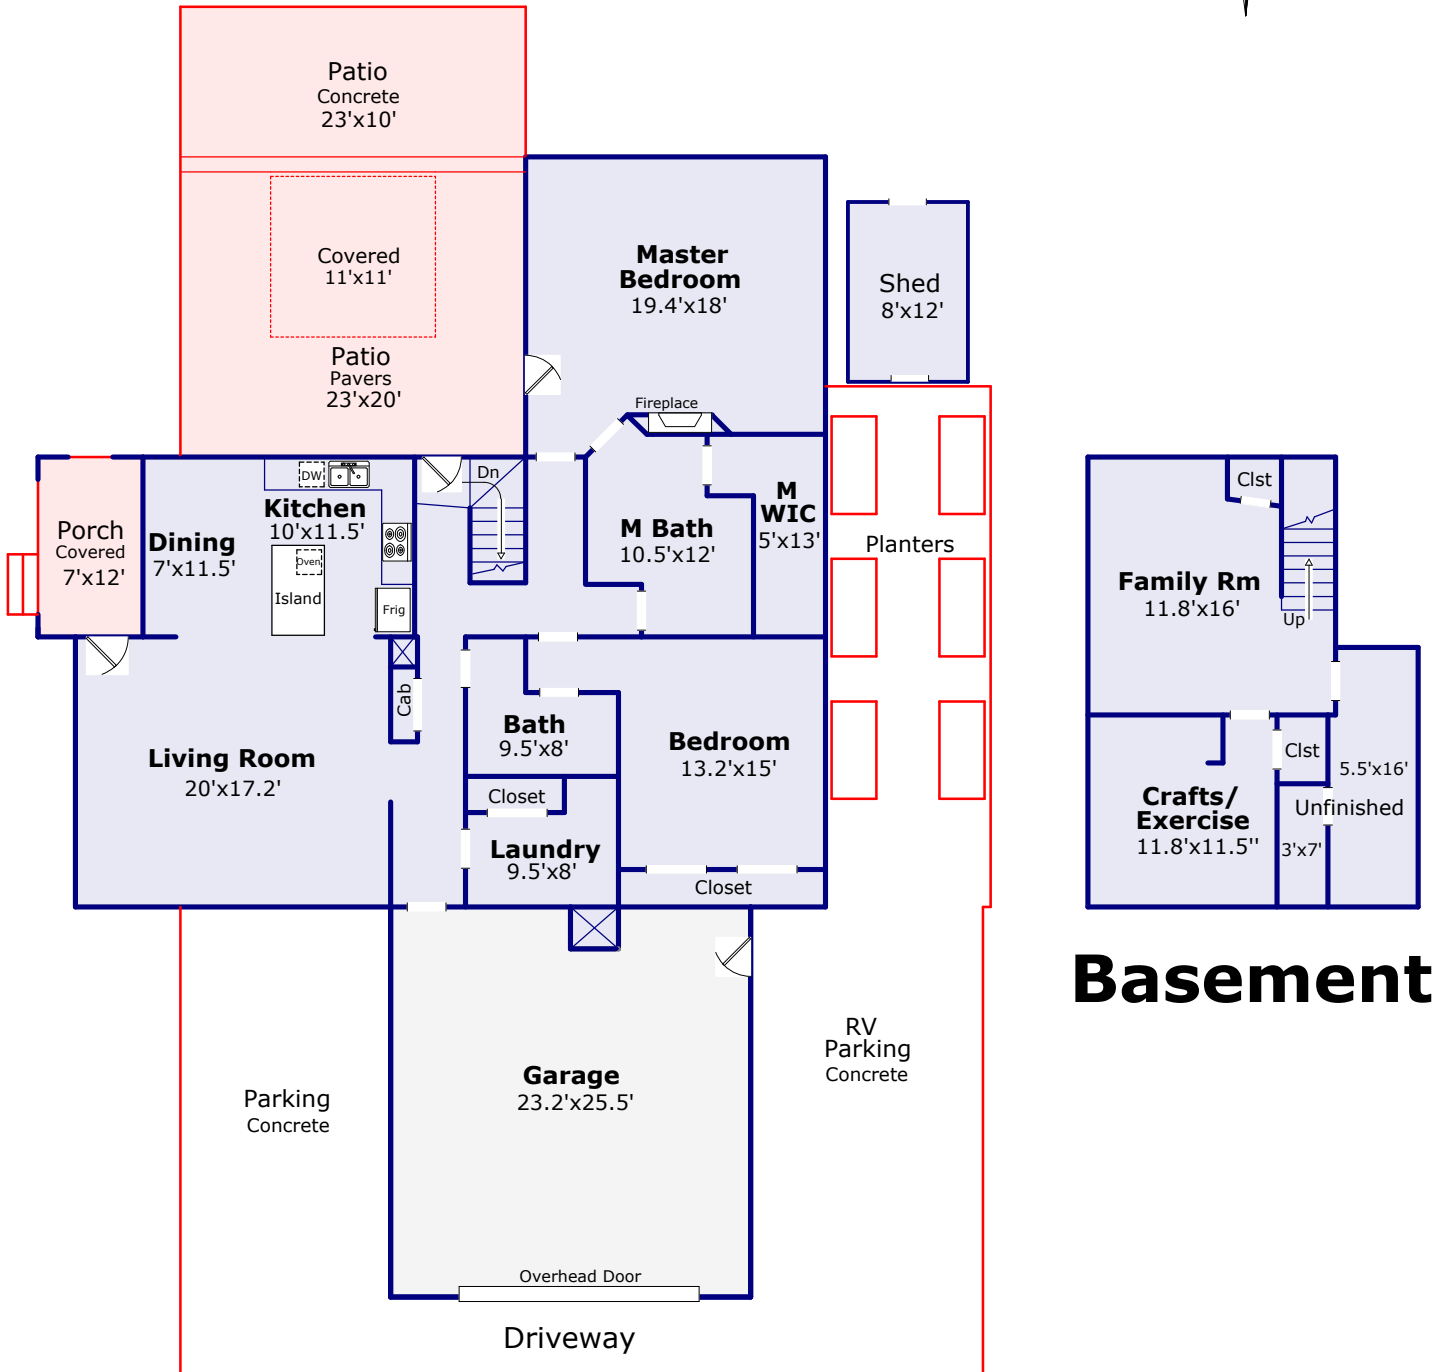 Patio
Concrete
23'x10'
Covered
11'x11'
Patio
Pavers
23'x20'
Master
Bedroom
19.4'x18'
Fireplace
Shed
8'x12'
Porch
Covered
7'x12'
Dining
7'x11.5'
DW
Kitchen
10'x11.5'
Oven
Island
Frig
Dn
M Bath
10.5'x12'
M
WIC
5'x13'
Planters
Cab
Living Room
20'x17.2'
Bath
9.5'x8'
Closet
Laundry
9.5'x8'
Bedroom
13.2'x15'
Closet
Garage
23.2'x25.5'
Overhead Door
Parking
Concrete
RV
Parking
Concrete
Driveway
Clst
Family Rm
11.8'x16'
Up
Clst
5.5'x16'
Unfinished
3'x7'
Crafts/
Exercise
11.8'x11.5''
Basement